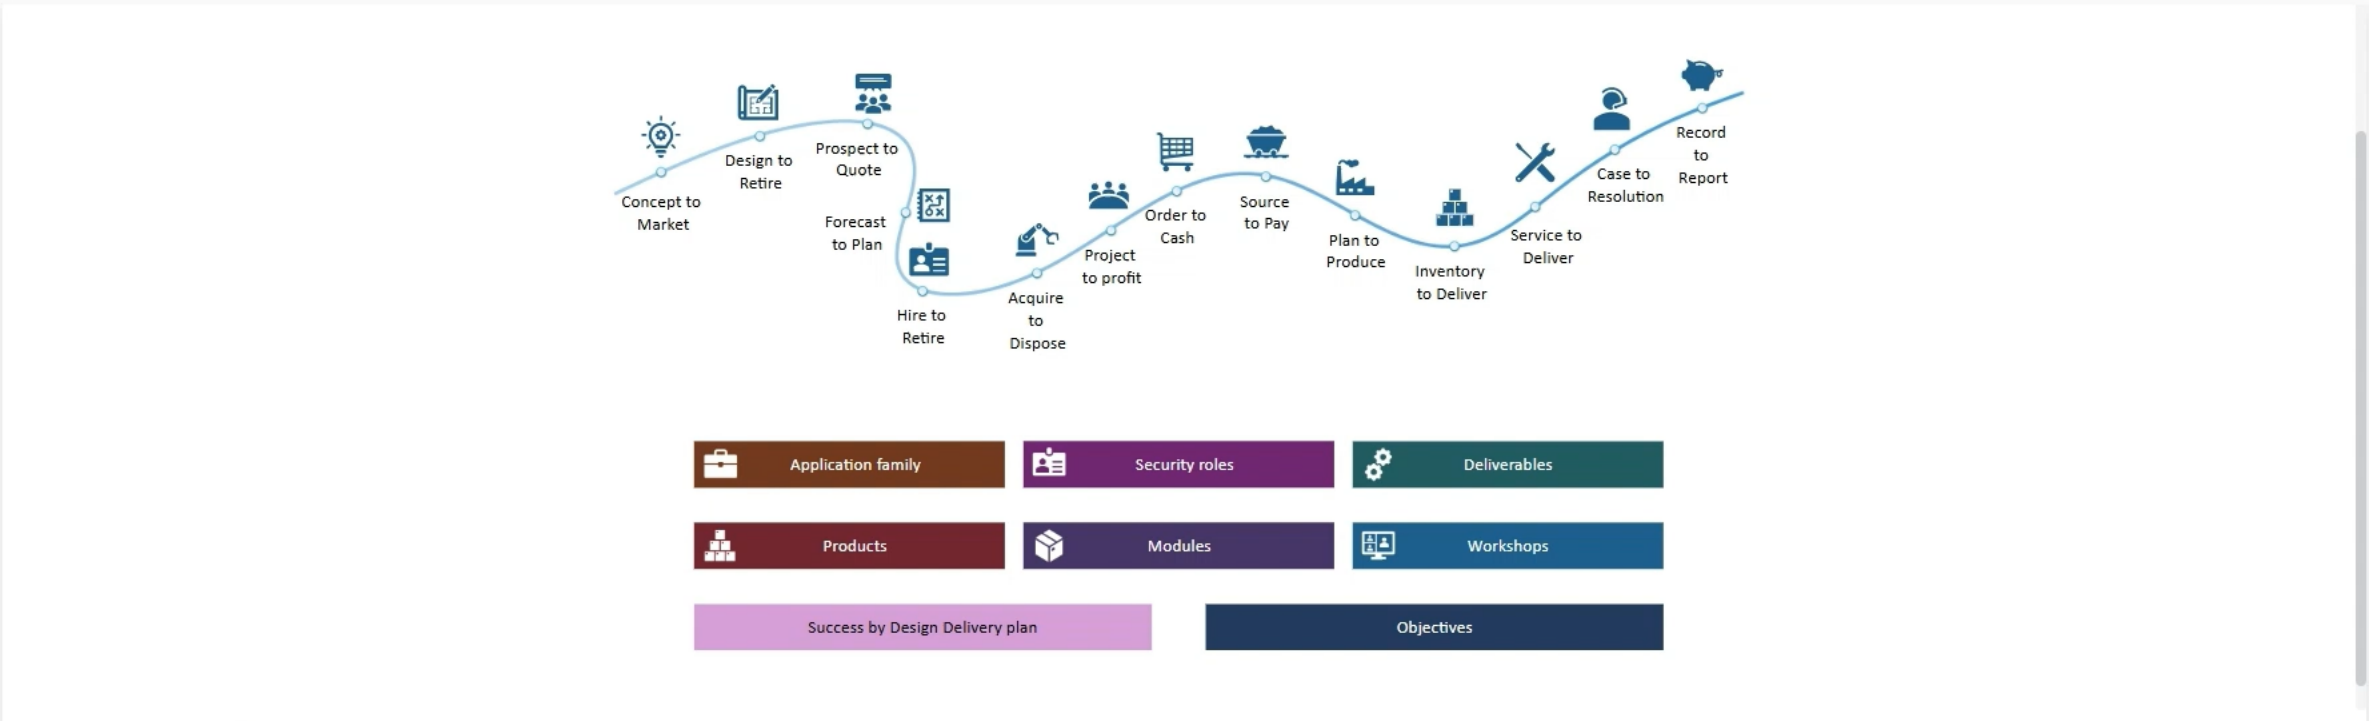 Concept to
Market
Design to
Retire
Prospect to
Quote
Forecast
to Plan
Hire to
Retire
Acquire
to
Dispose
Project
to profit
Order to
Cash
Source
to Pay
Plan to
Produce
Inventory
to Deliver
Service to
Deliver
Case to
Resolution
Record
to
Report
Application family
Security roles
Deliverables
Products
Modules
Workshops
Success by Design Delivery plan
Objectives